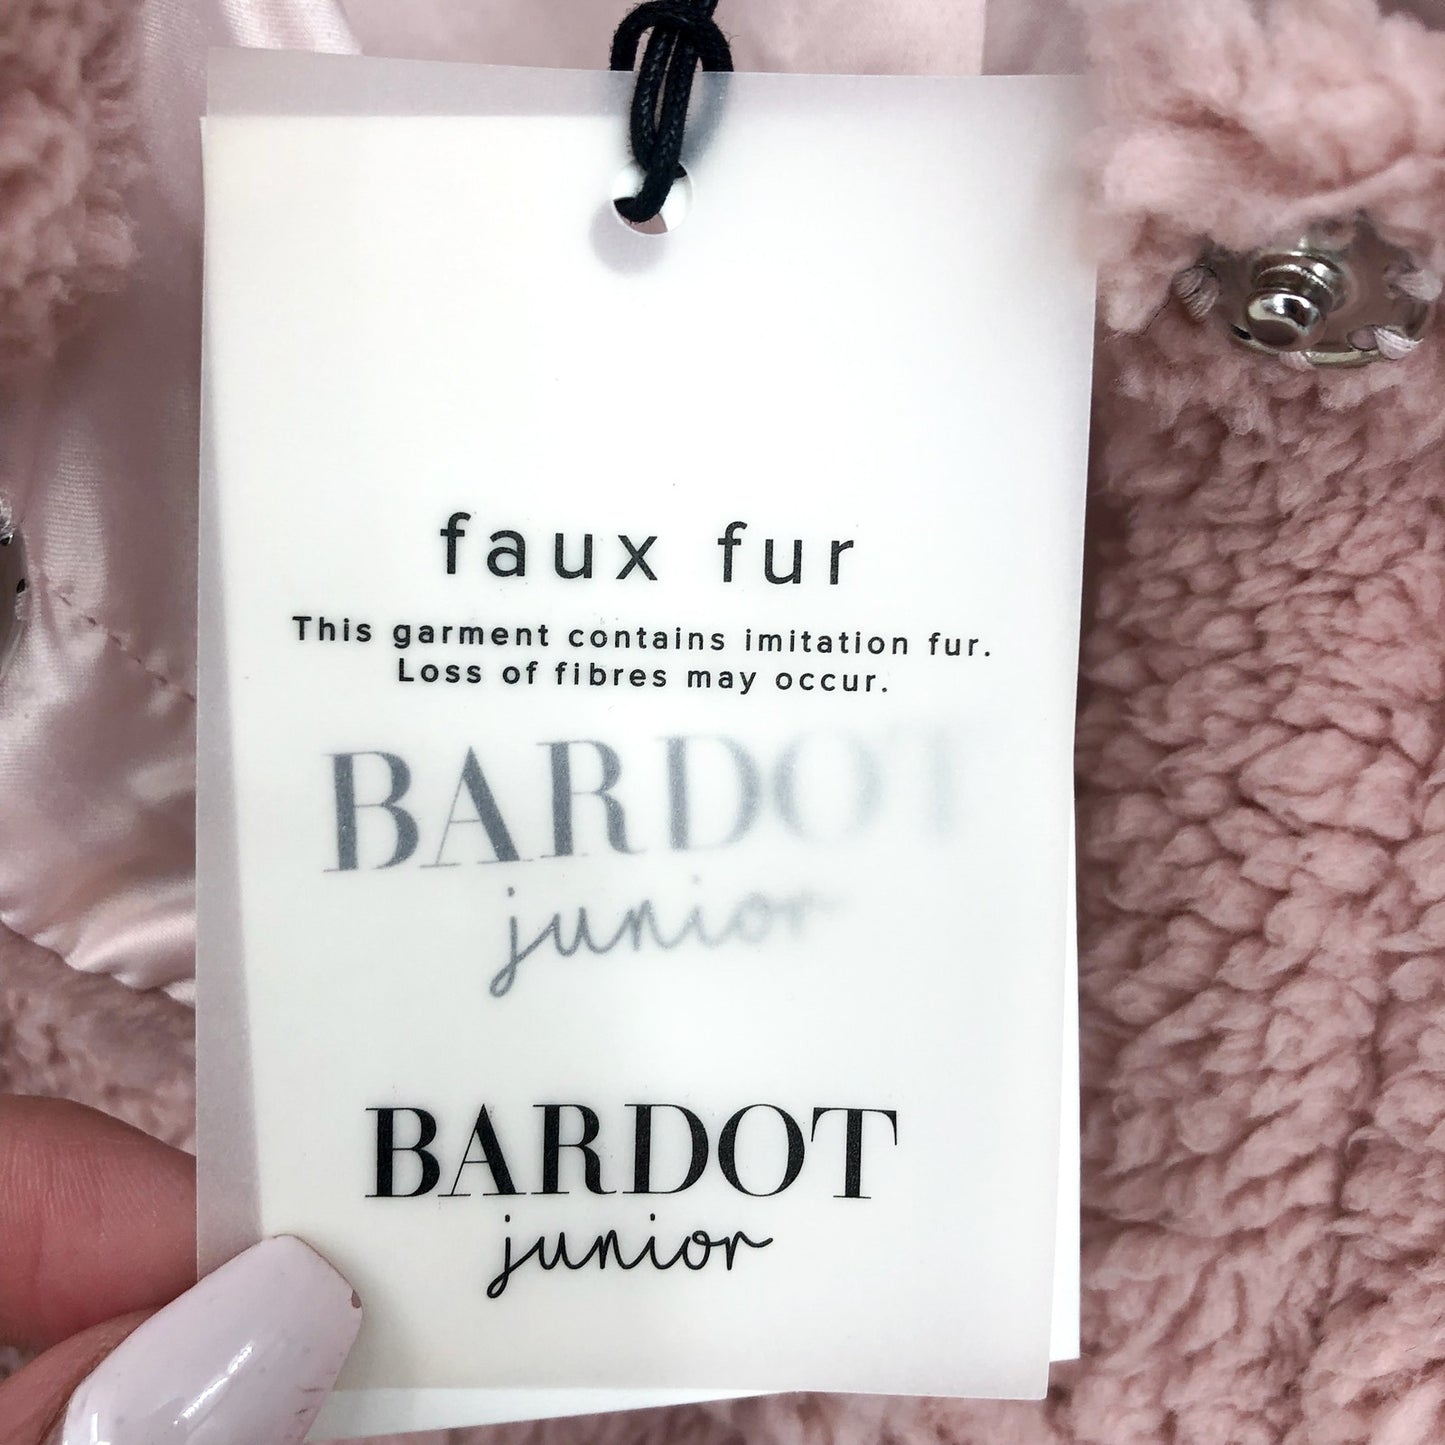 faux fur
This garment contains imitation fur.
Loss of fibres may occur.
BARDOT
junior
BARDOT
junior